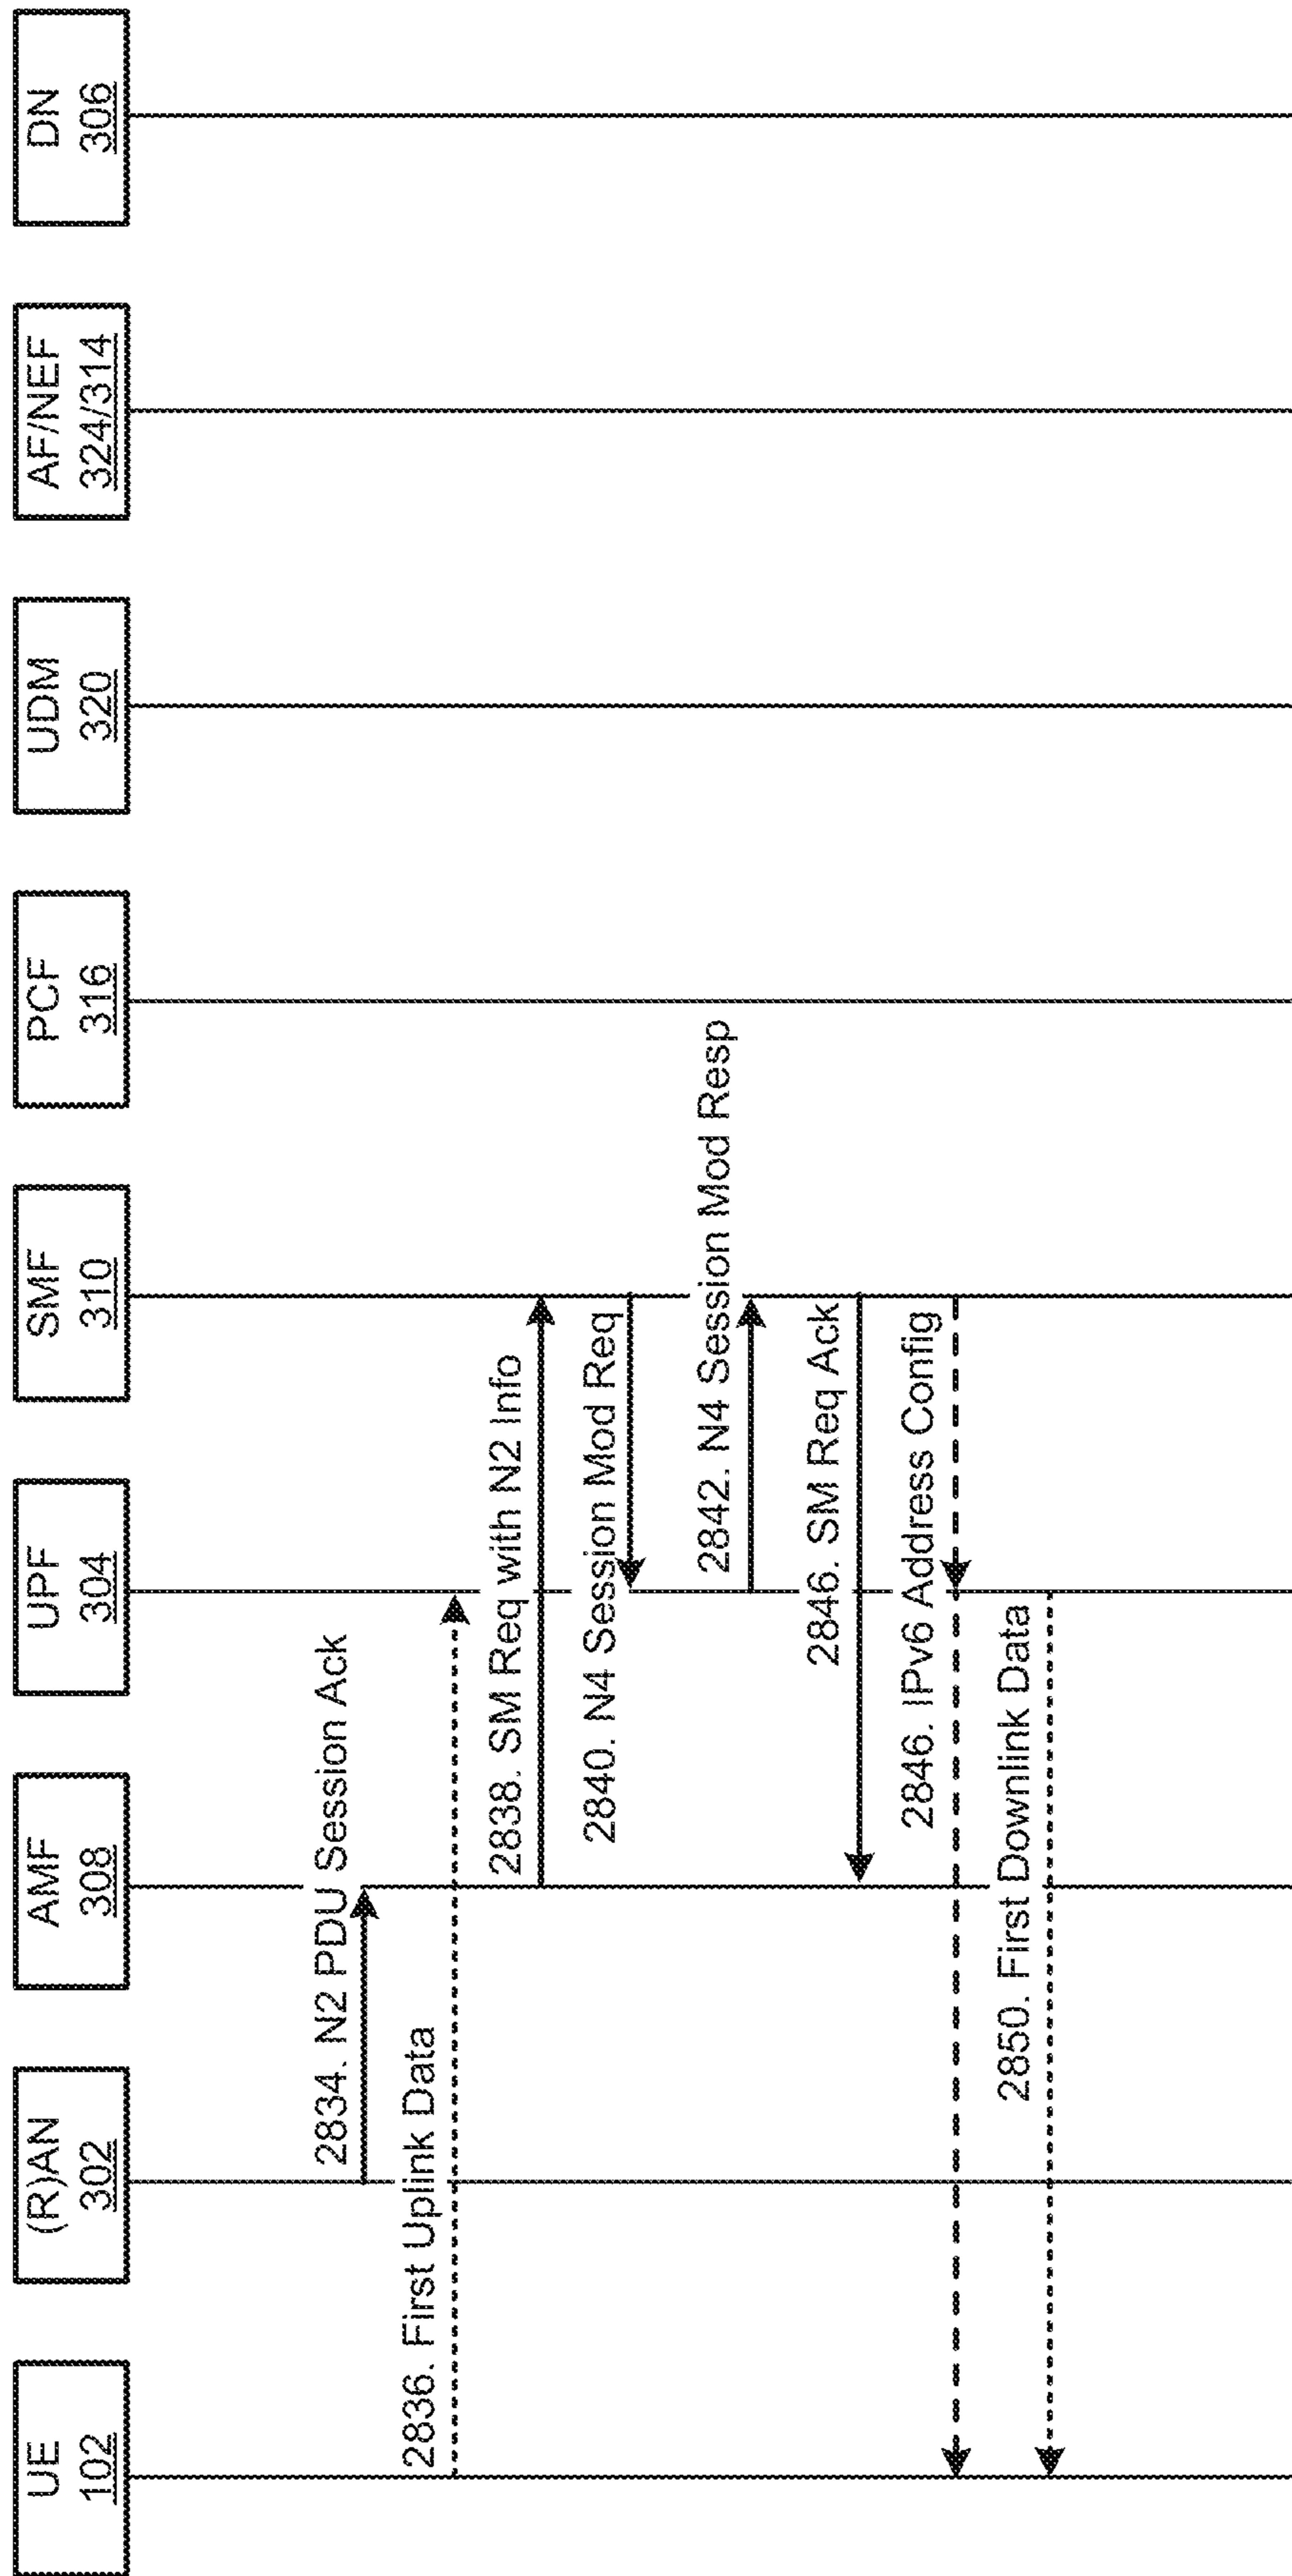 UE
102
(R)AN
302
AMF
308
UPF
304
SMF
310
PCF
316
UDM
320
AF/NEF
324/314
DN
306
2834. N2 PDU Session Ack
2836. First Uplink Data
2838. SM Req with N2 Info
2840. N4 Session Mod Req
2842. N4 Session Mod Resp
2846. SM Req Ack
2846. IPv6 Address Config
2850. First Downlink Data